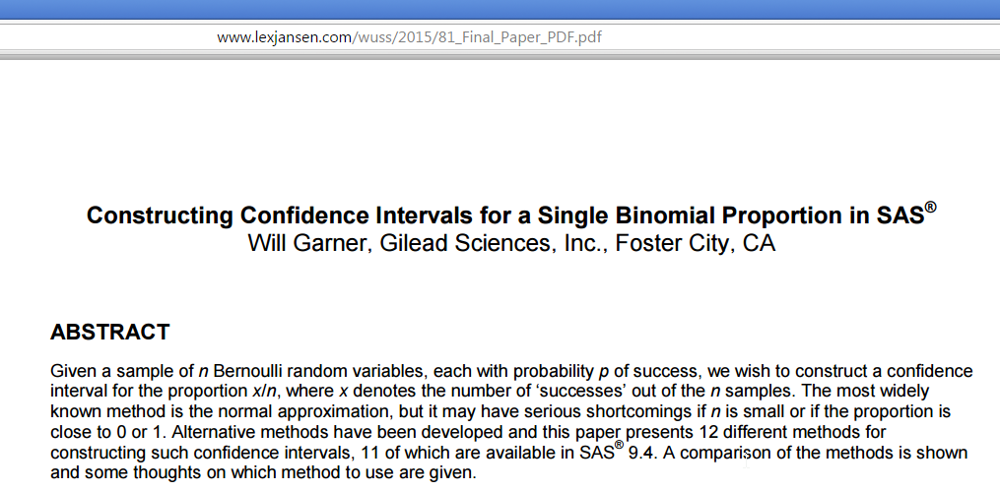 www.lexjansen.com/wuss/2015/81_Final_Paper_PDF.pdf
Constructing Confidence Intervals for a Single Binomial Proportion in SAS®
Will Garner, Gilead Sciences, Inc., Foster City, CA
ABSTRACT
Given a sample of n Bernoulli random variables, each with probability p of success, we wish to construct a confidence
interval for the proportion x/n, where x denotes the number of ‘successes’ out of the n samples. The most widely
known method is the normal approximation, but it may have serious shortcomings if n is small or if the proportion is
close to 0 or 1. Alternative methods have been developed and this paper presents 12 different methods for
constructing such confidence intervals, 11 of which are available in SAS® 9.4. A comparison of the methods is shown
and some thoughts on which method to use are given.